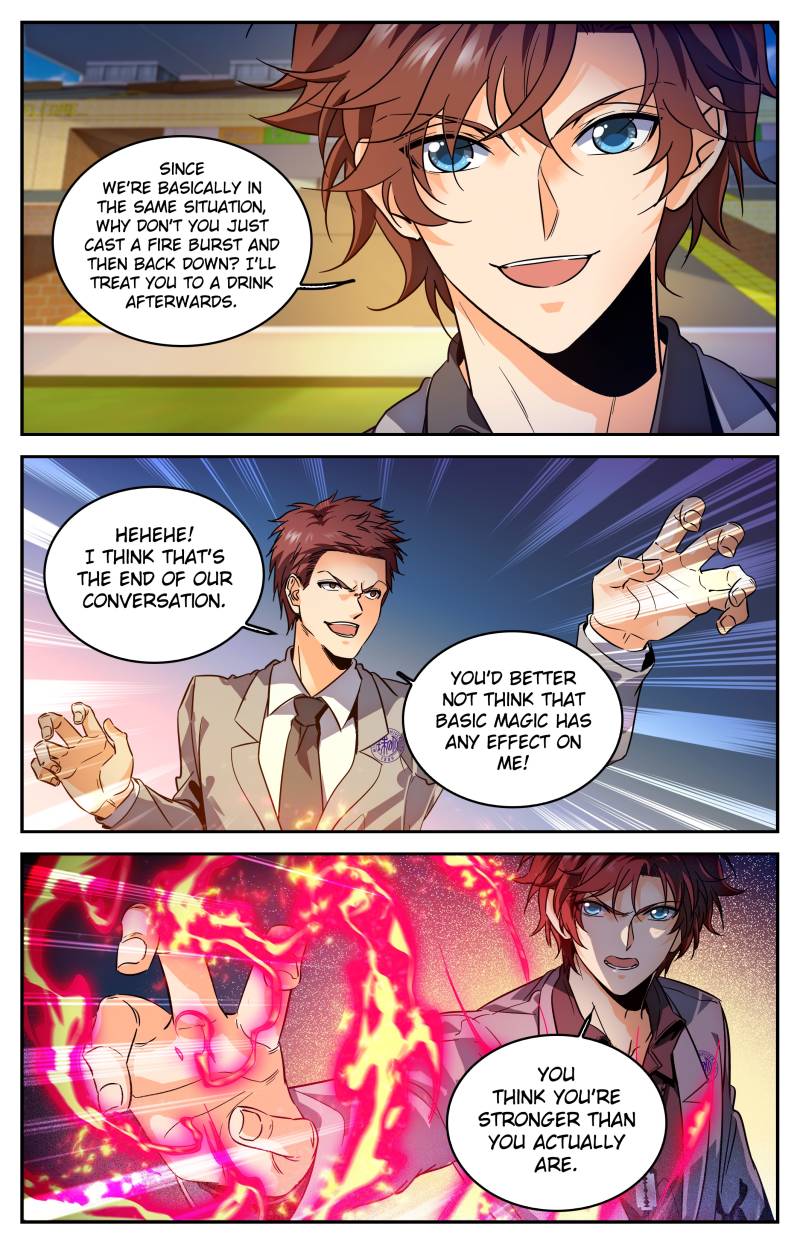 SINCE
WE'RE BASICALLY IN
THE SAME SITUATION,
WHY DON'T YOU JUST
CAST A FIRE BURST AND
THEN BACK DOWN? I'LL
TREAT YOU TO A DRINK
AFTERWARDS.
HEHEHE!
I THINK THAT'S
THE END OF OUR
CONVERSATION.
YOU'D BETTER
NOT THINK THAT
BASIC MAGIC HAS
ANY EFFECT ON
ME!
YOU
THINK YOU'RE
STRONGER THAN
YOU ACTUALLY
ARE.